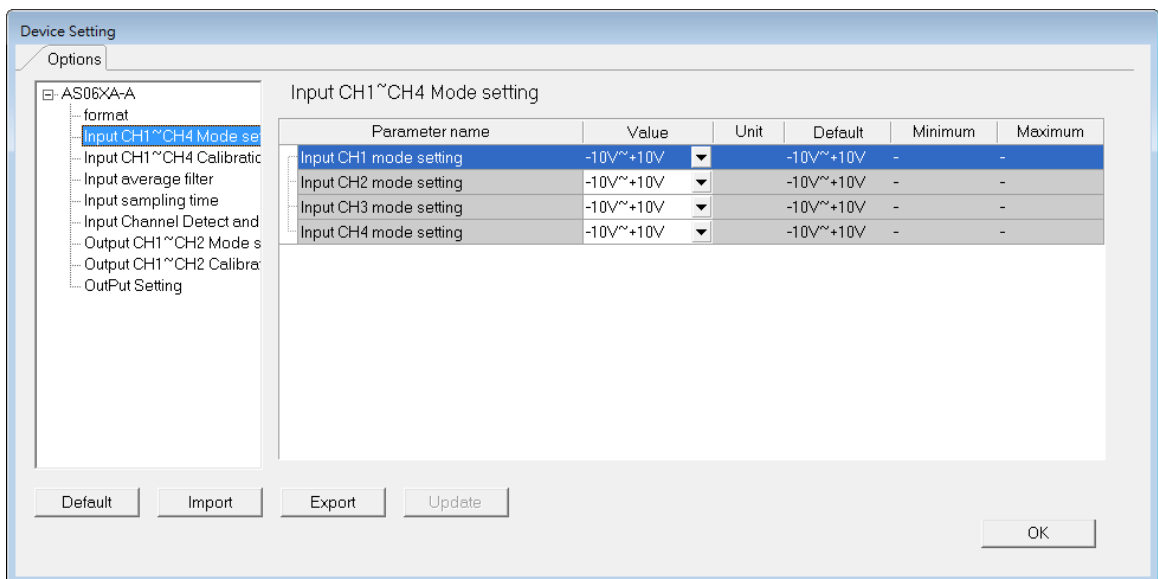 Device Setting
Options
AS06XA-A
format
Input CH1~CH4 Mode set
Input CH1~CH4 Calibratic
Input average filter
Input sampling time
Input Channel Detect and
Output CH1~CH2 Mode s
Output CH1~CH2 Calibra
OutPut Setting
Input CH1~CH4 Mode setting
Parameter name Value Unit Default Minimum Maximum
Input CH1 mode setting -10V~+10V -10V~+10V - -
Input CH2 mode setting -10V~+10V -10V~+10V - -
Input CH3 mode setting -10V~+10V -10V~+10V - -
Input CH4 mode setting -10V~+10V -10V~+10V - -
Default Import Export Update
OK